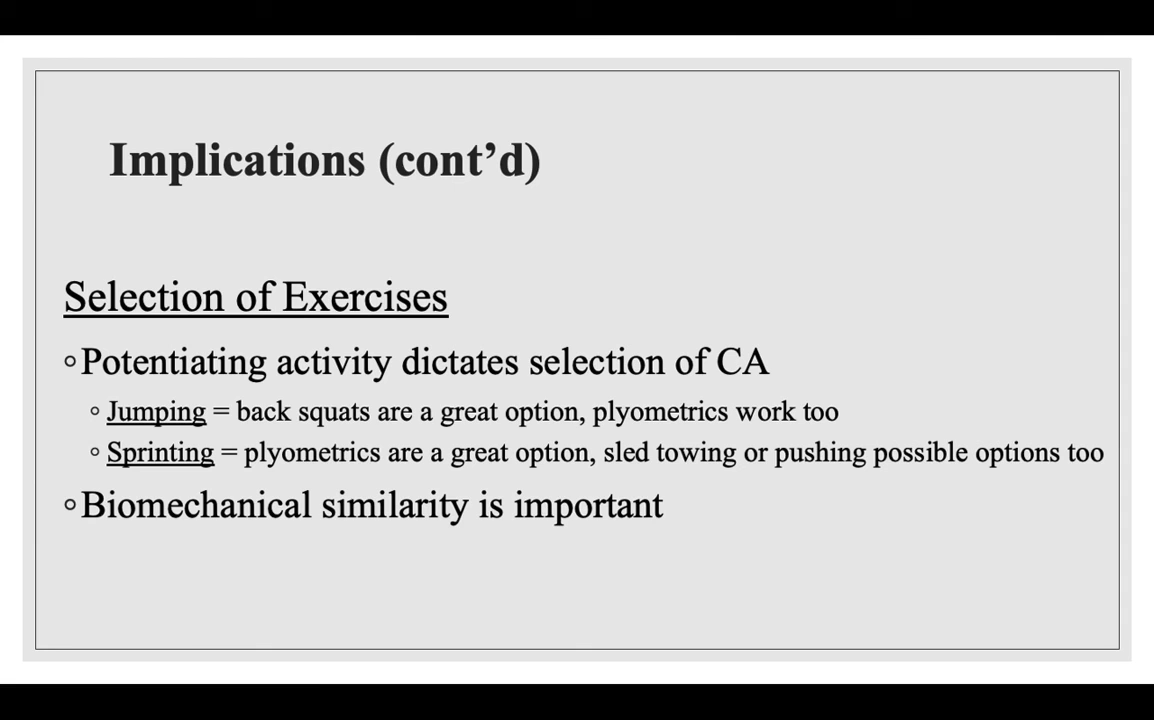 Implications (cont’d)
Selection of Exercises
◦Potentiating activity dictates selection of CA
◦Jumping = back squats are a great option, plyometrics work too
◦Sprinting = plyometrics are a great option, sled towing or pushing possible options too
◦Biomechanical similarity is important